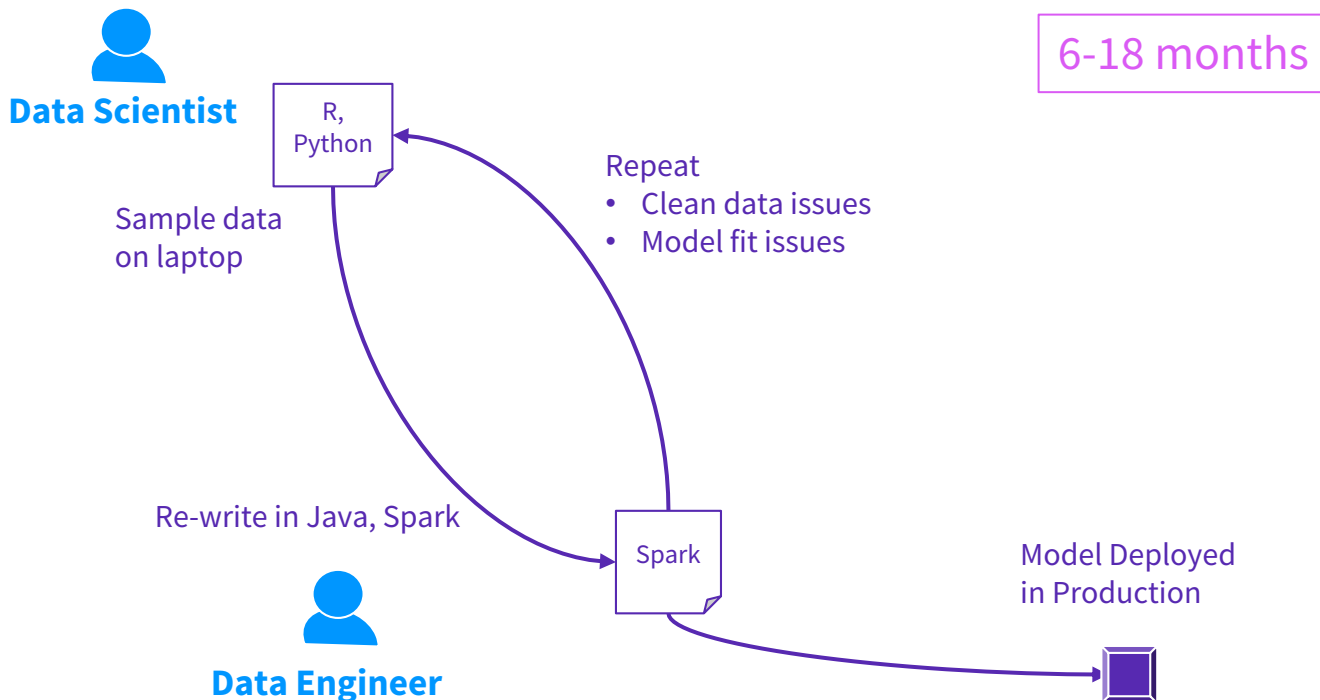 6-18 months
Data Scientist
R,
Python
Repeat
• Clean data issues
• Model fit issues
Sample data
on laptop
Re-write in Java, Spark
Spark
Model Deployed
in Production
Data Engineer